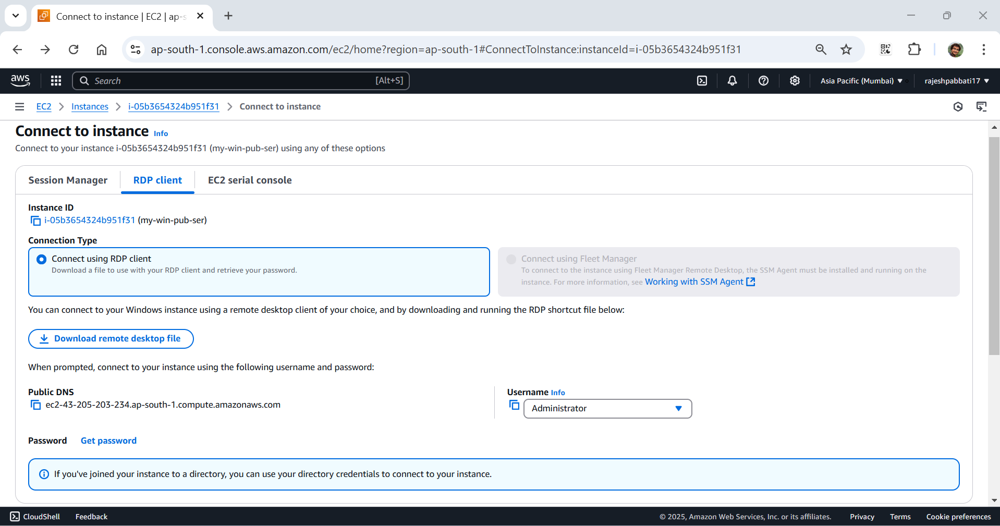 Connect to instance | EC2 | ap-s
ap-south-1.console.aws.amazon.com/ec2/home?region=ap-south-1#ConnectToInstance:instanceId=i-05b3654324b951f31
aws
Search [Alt+S]
Asia Pacific (Mumbai)
rajeshpabbati17
EC2
Instances
i-05b3654324b951f31
Connect to instance
Connect to instance Info
Connect to your instance i-05b3654324b951f31 (my-win-pub-ser) using any of these options
Session Manager
RDP client
EC2 serial console
Instance ID
i-05b3654324b951f31 (my-win-pub-ser)
Connection Type
Connect using RDP client
Download a file to use with your RDP client and retrieve your password.
Connect using Fleet Manager
To connect to the instance using Fleet Manager Remote Desktop, the SSM Agent must be installed and running on the
instance. For more information, see Working with SSM Agent
You can connect to your Windows instance using a remote desktop client of your choice, and by downloading and running the RDP shortcut file below:
Download remote desktop file
When prompted, connect to your instance using the following username and password:
Public DNS
ec2-43-205-203-234.ap-south-1.compute.amazonaws.com
Username Info
Administrator
Password Get password
If you've joined your instance to a directory, you can use your directory credentials to connect to your instance.
CloudShell
Feedback
© 2025, Amazon Web Services, Inc. or its affiliates.
Privacy
Terms
Cookie preferences